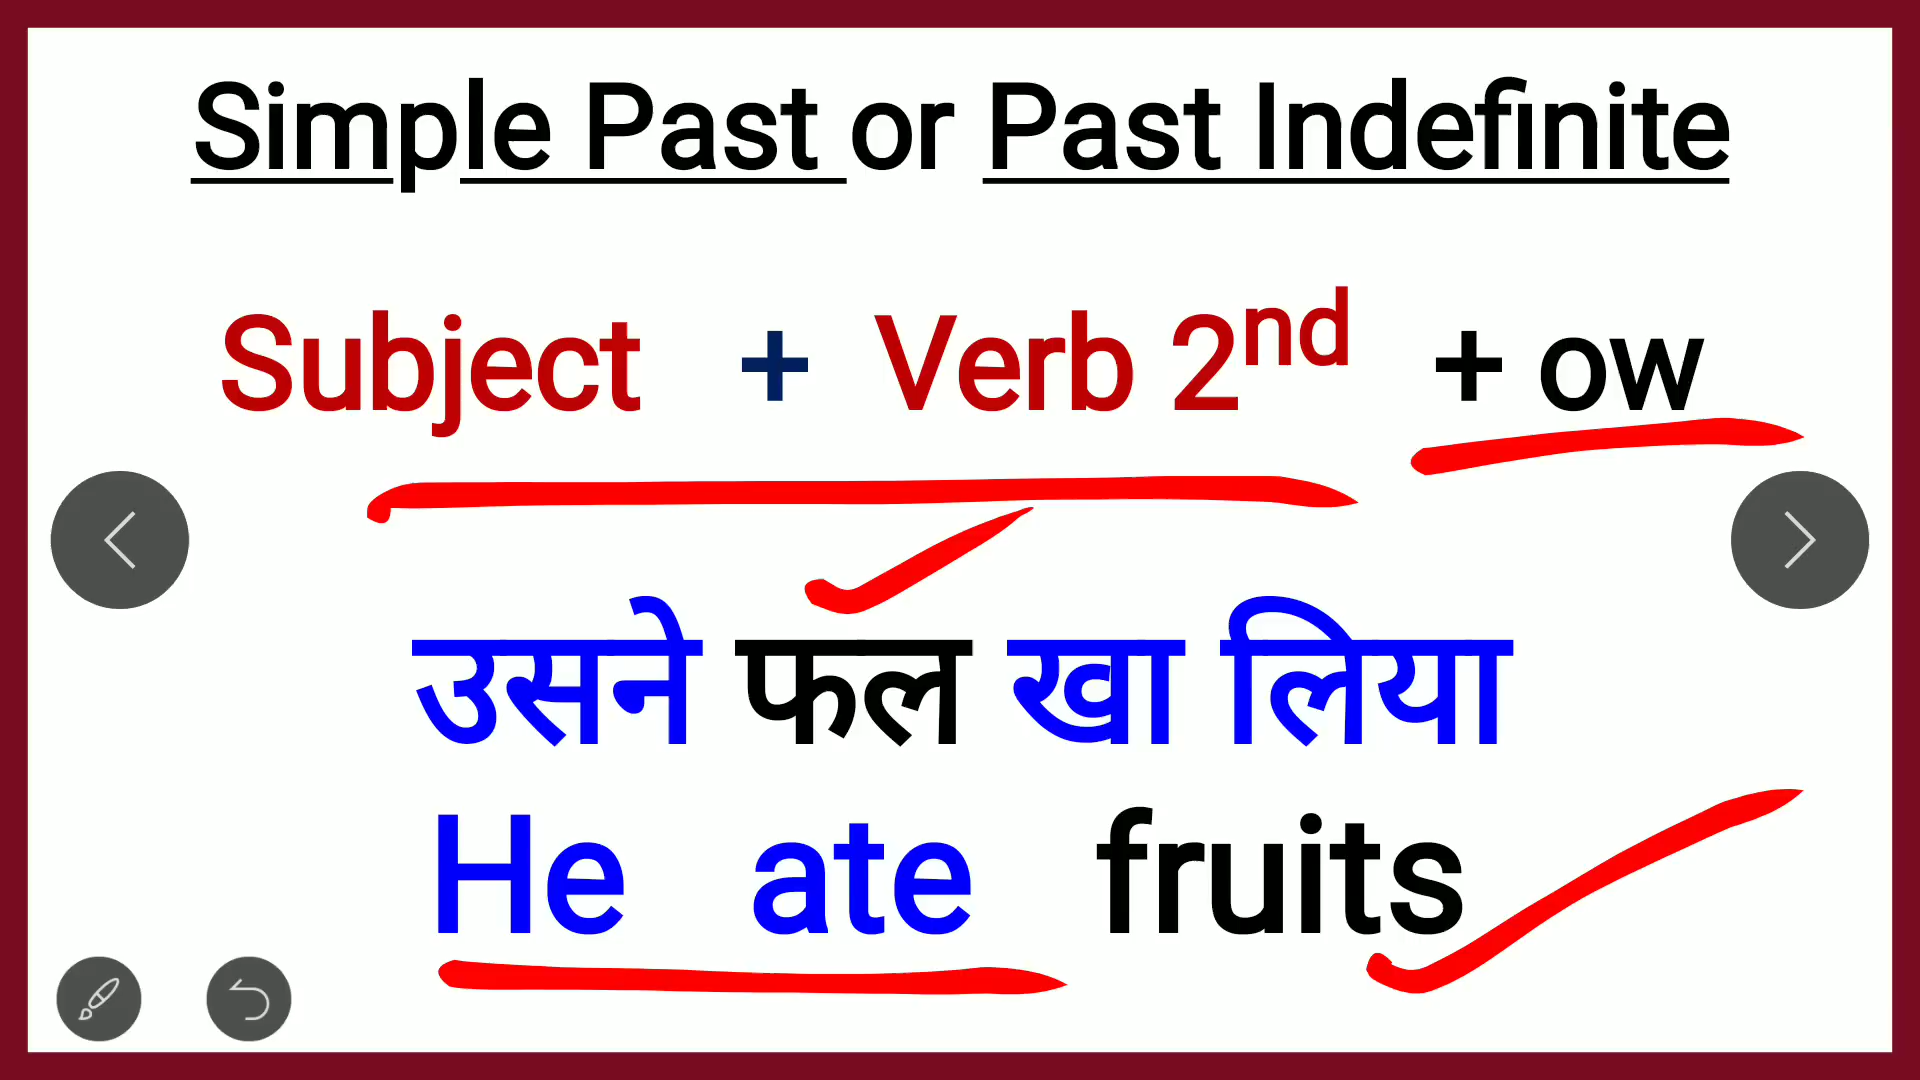 Simple Past or Past Indefinite
Subject + Verb 2nd + ow
उसने फल खा लिया
He ate fruits